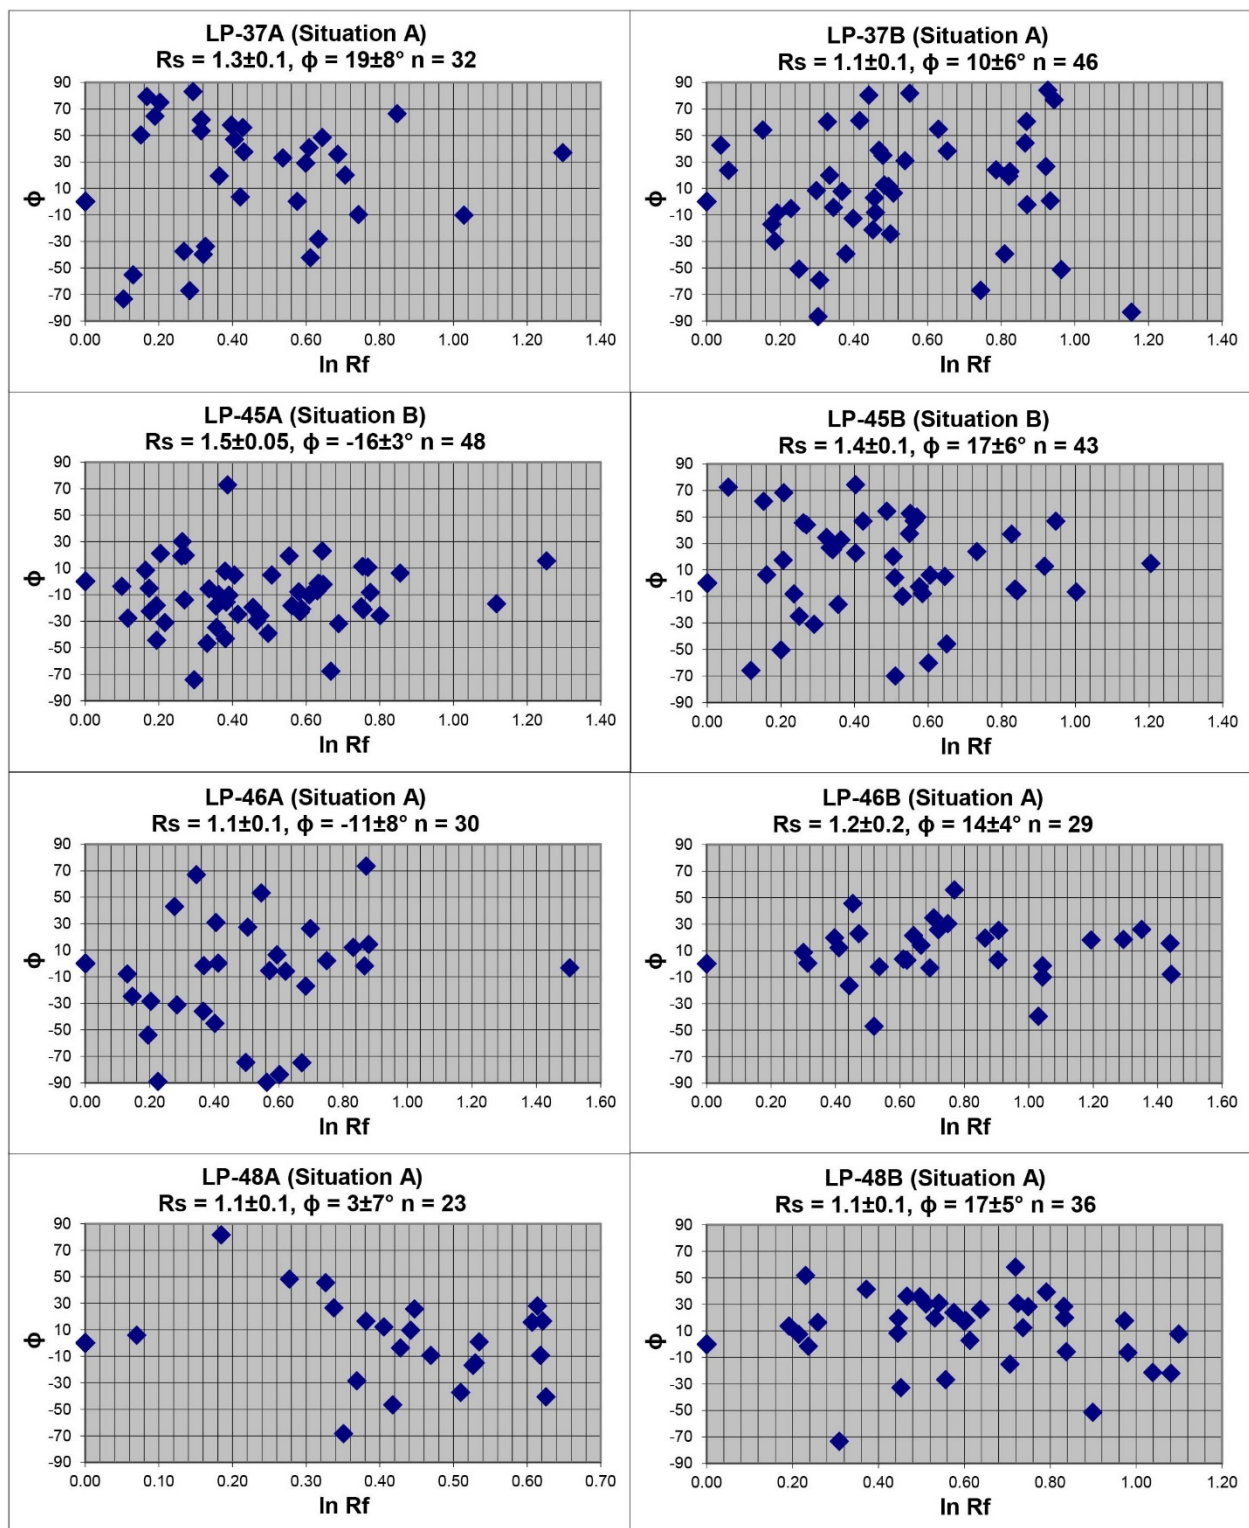 LP-37A (Situation A)
Rs = 1.3±0.1, ϕ = 19±8° n = 32
90
70
50
30
10
-10
-30
-50
-70
-90
ϕ
0.00 0.20 0.40 0.60 0.80 1.00 1.20 1.40
ln Rf
LP-37B (Situation A)
Rs = 1.1±0.1, ϕ = 10±6° n = 46
90
70
50
30
10
-10
-30
-50
-70
-90
ϕ
0.00 0.20 0.40 0.60 0.80 1.00 1.20 1.40
ln Rf
LP-45A (Situation B)
Rs = 1.5±0.05, ϕ = -16±3° n = 48
90
70
50
30
10
-10
-30
-50
-70
-90
ϕ
0.00 0.20 0.40 0.60 0.80 1.00 1.20 1.40
ln Rf
LP-45B (Situation B)
Rs = 1.4±0.1, ϕ = 17±6° n = 43
90
70
50
30
10
-10
-30
-50
-70
-90
ϕ
0.00 0.20 0.40 0.60 0.80 1.00 1.20 1.40
ln Rf
LP-46A (Situation A)
Rs = 1.1±0.1, ϕ = -11±8° n = 30
90
70
50
30
10
-10
-30
-50
-70
-90
ϕ
0.00 0.20 0.40 0.60 0.80 1.00 1.20 1.40 1.60
ln Rf
LP-46B (Situation A)
Rs = 1.2±0.2, ϕ = 14±4° n = 29
90
70
50
30
10
-10
-30
-50
-70
-90
ϕ
0.00 0.20 0.40 0.60 0.80 1.00 1.20 1.40 1.60
ln Rf
LP-48A (Situation A)
Rs = 1.1±0.1, ϕ = 3±7° n = 23
90
70
50
30
10
-10
-30
-50
-70
-90
ϕ
0.00 0.20 0.30 0.40 0.50 0.60 0.70
ln Rf
LP-48B (Situation A)
Rs = 1.1±0.1, ϕ = 17±5° n = 36
90
70
50
30
10
-10
-30
-50
-70
-90
ϕ
0.00 0.20 0.40 0.60 0.80 1.00 1.20
ln Rf